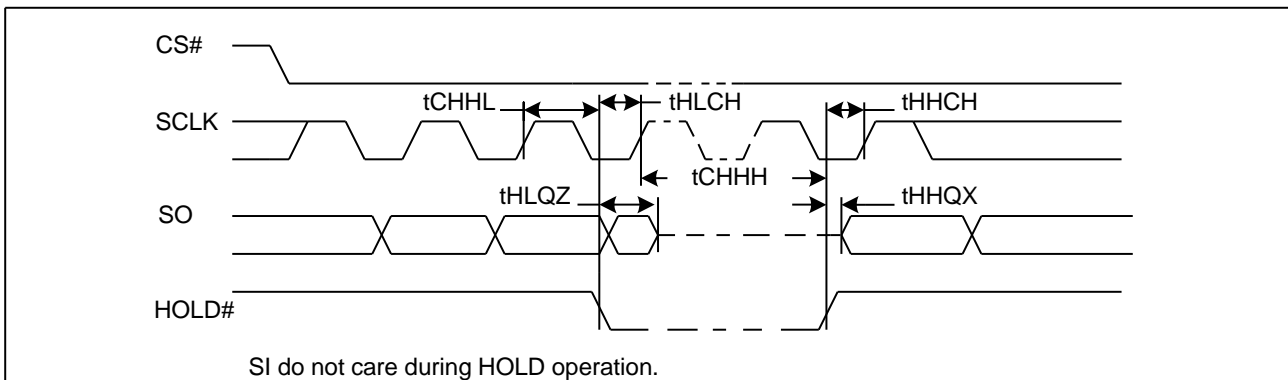 CS#
tCHHL
tHLCH
tHHCH
SCLK
tCHHH
tHLQZ
tHHQX
SO
HOLD#
SI do not care during HOLD operation.